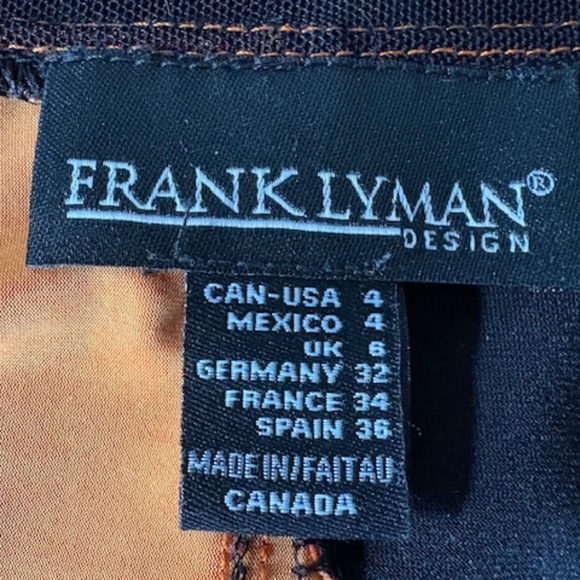 FRANK LYMAN®
DESIGN
CAN-USA 4
MEXICO 4
UK 6
GERMANY 32
FRANCE 34
SPAIN 36
MADE IN/FAIT AU
CANADA